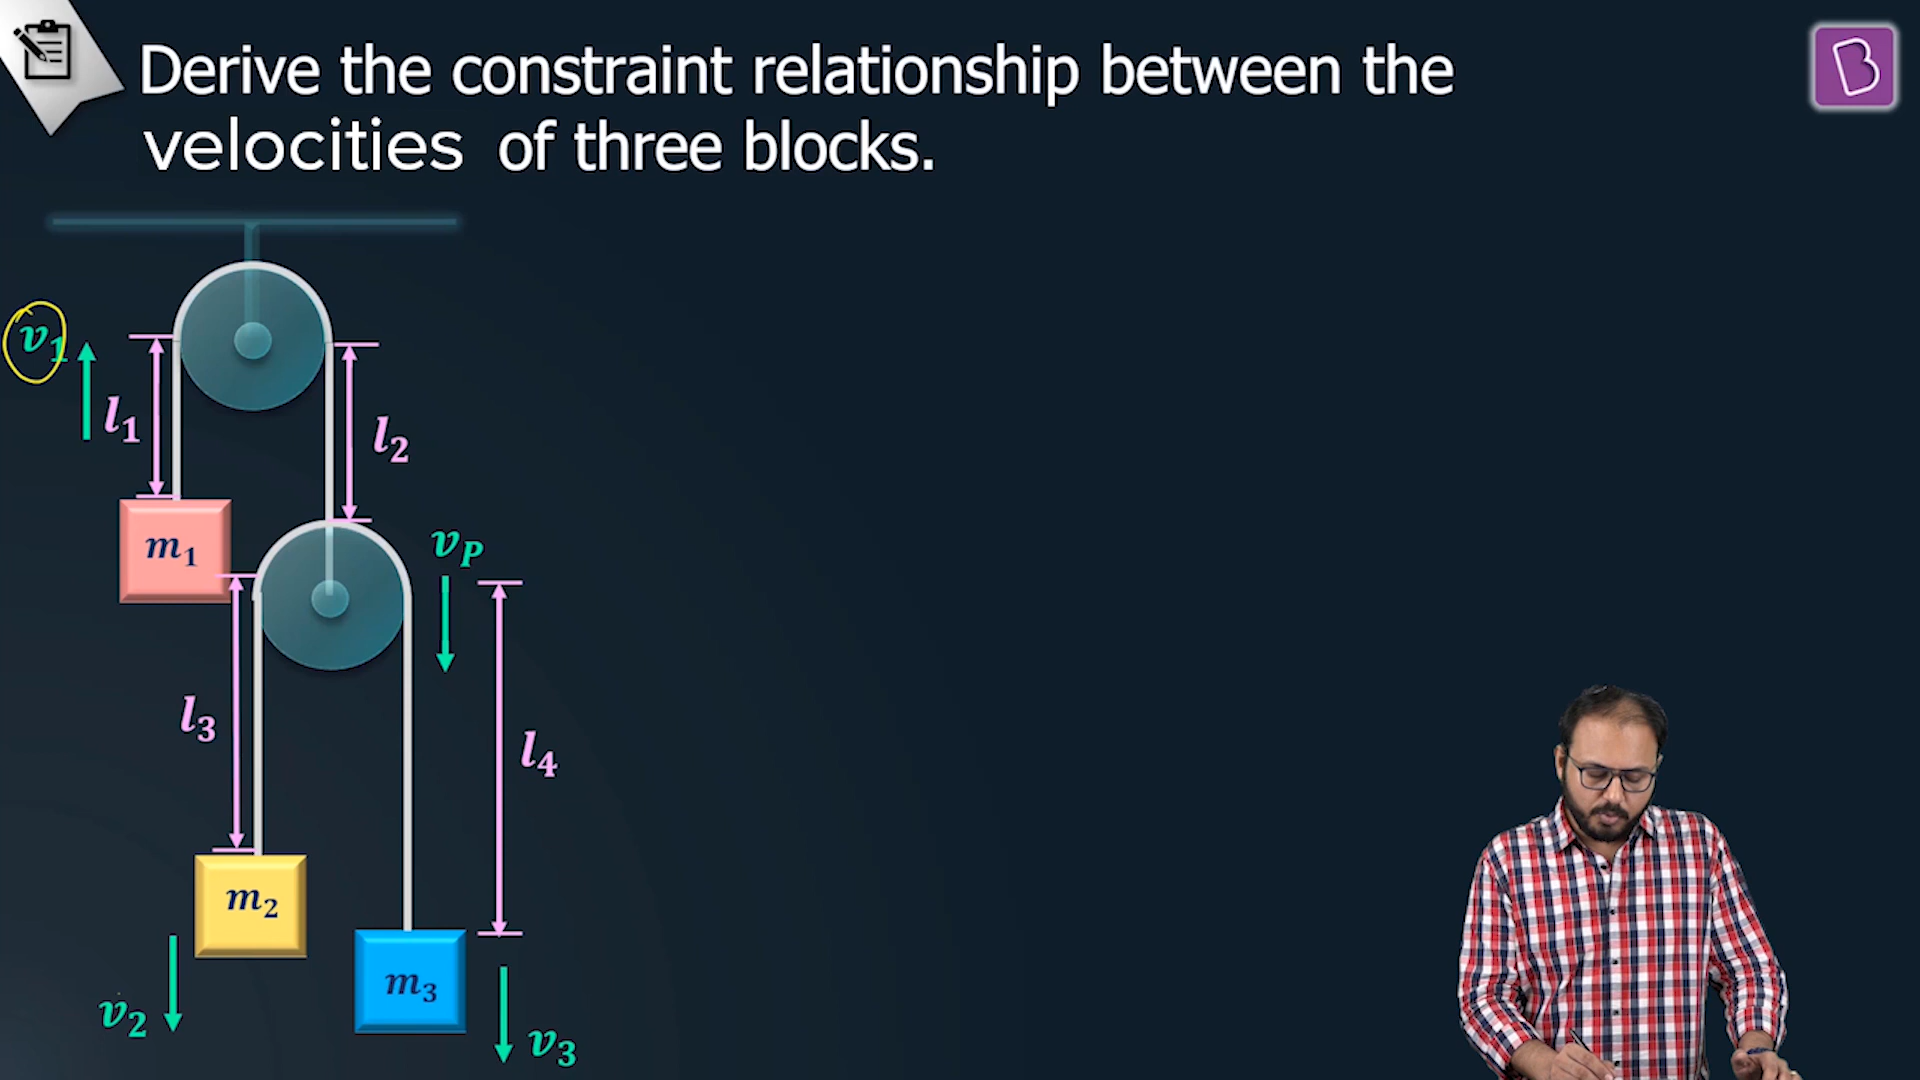 Derive the constraint relationship between the
velocities of three blocks.
B
v₁
l₁
l₂
m₁
v_P
l₃
l₄
m₂
m₃
v₂
v₃